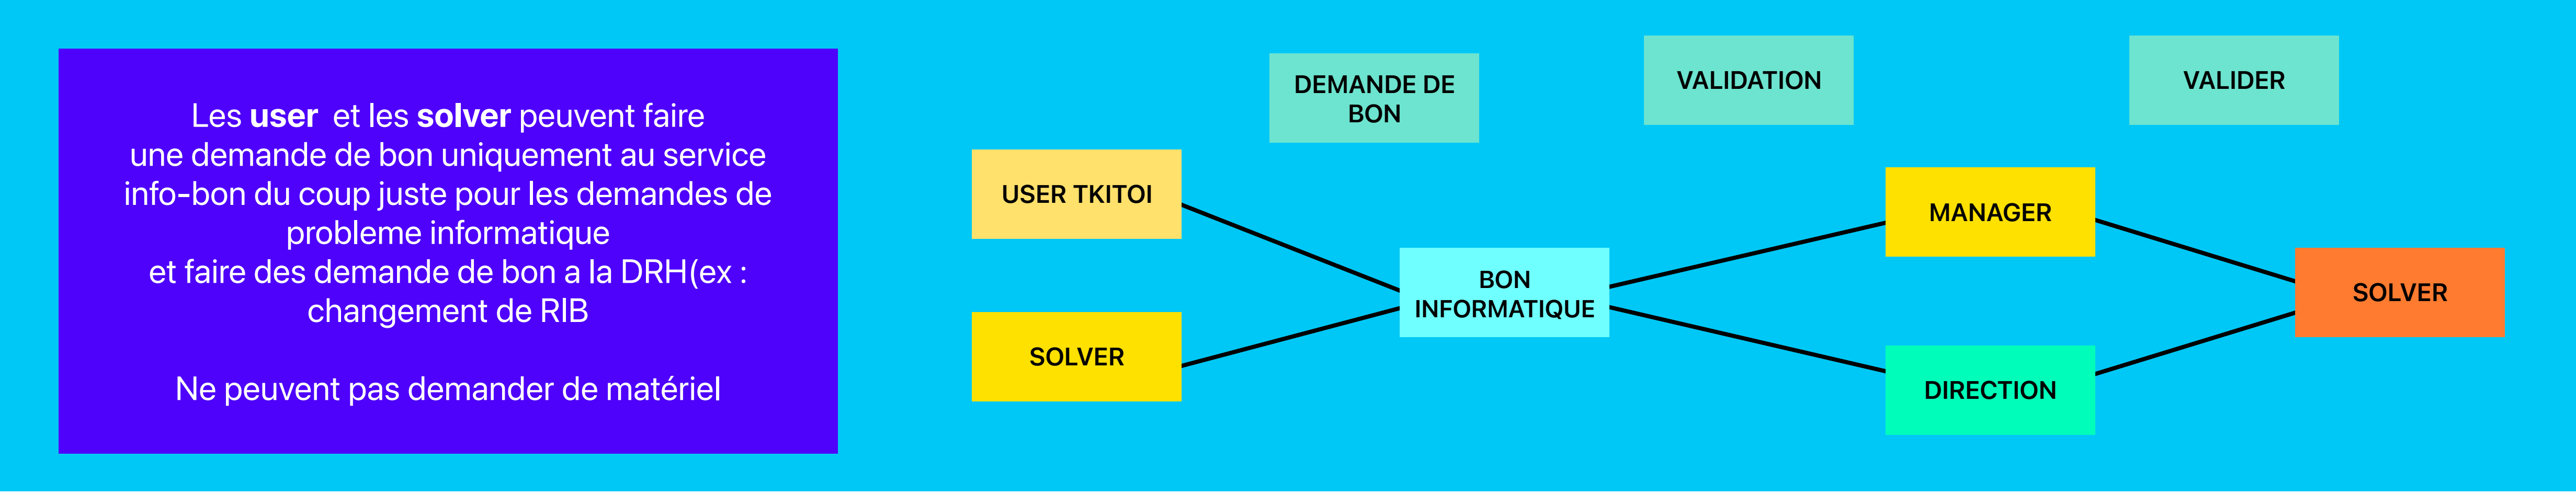 Les user et les solver peuvent faire
une demande de bon uniquement au service
info-bon du coup juste pour les demandes de
probleme informatique
et faire des demande de bon a la DRH(ex :
changement de RIB
Ne peuvent pas demander de matériel
DEMANDE DE
BON
VALIDATION
VALIDER
USER TKITOI
SOLVER
BON
INFORMATIQUE
MANAGER
DIRECTION
SOLVER